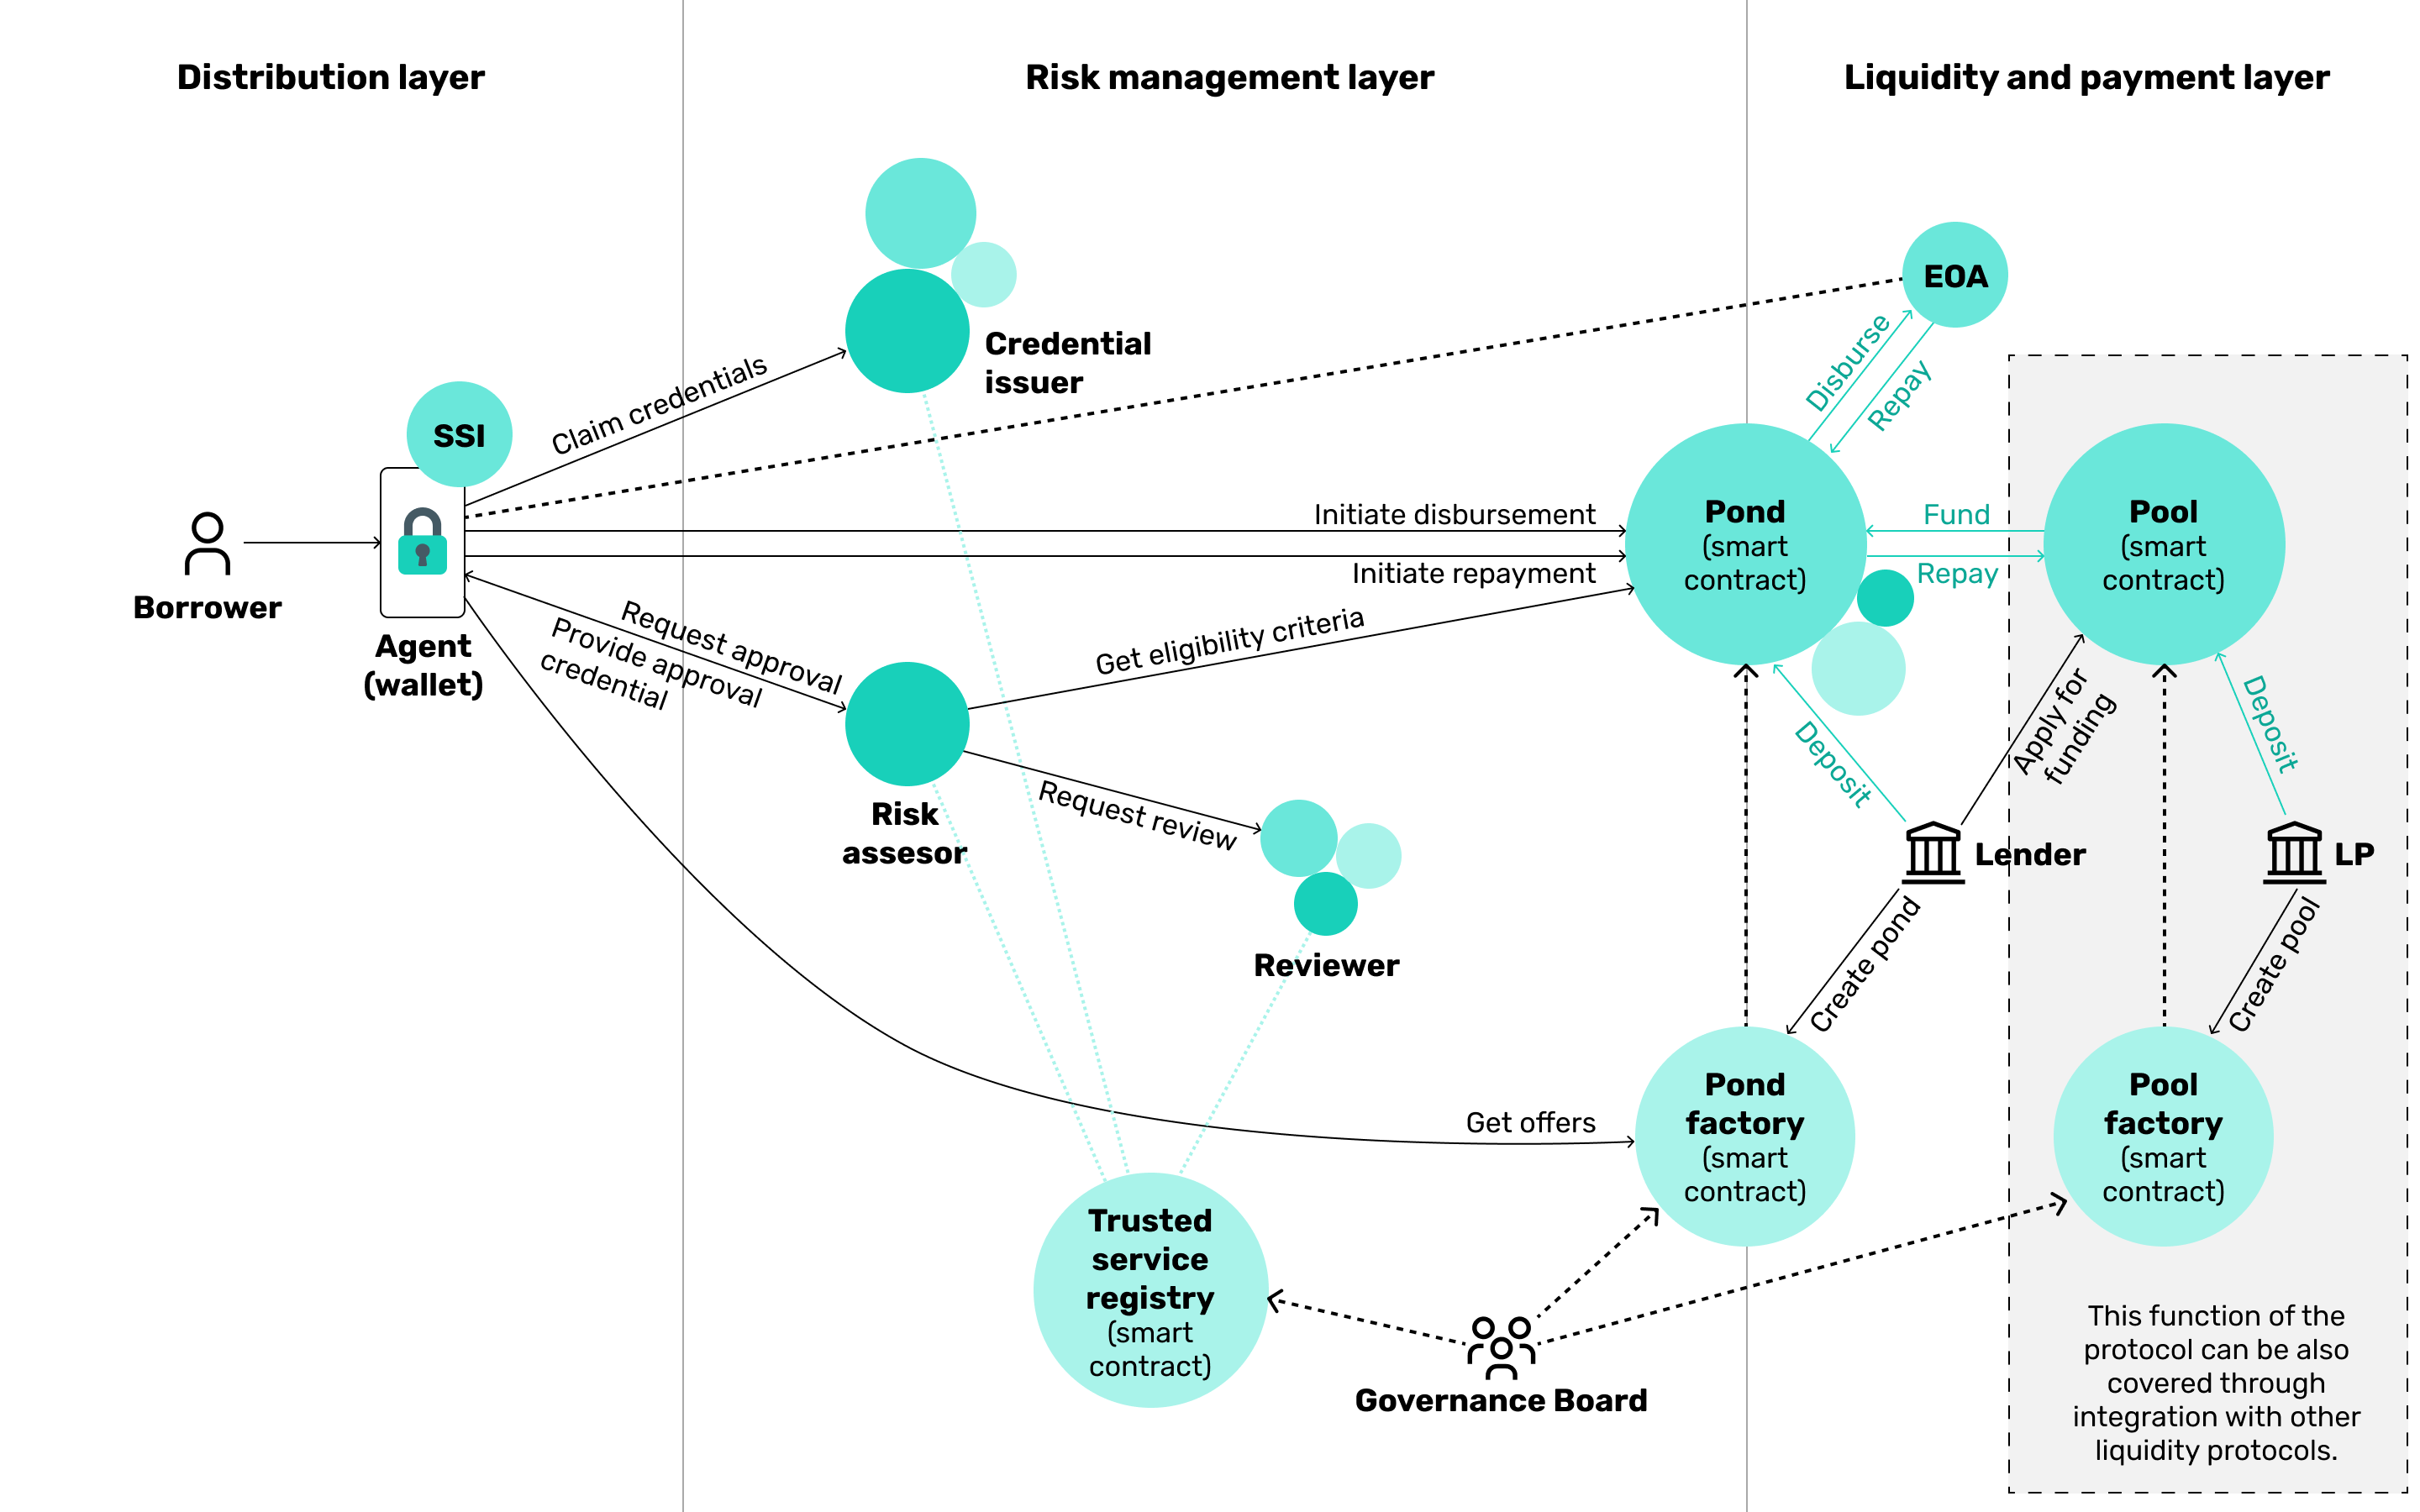 Distribution layer
Risk management layer
Liquidity and payment layer
EOA
Credential
issuer
Claim credentials
SSI
Disburse
Repay
Borrower
Agent
(wallet)
Initiate disbursement
Initiate repayment
Pond
(smart
contract)
Fund
Repay
Pool
(smart
contract)
Request approval
Provide approval
credential
Get eligibility criteria
Risk
assesor
Request review
Reviewer
Deposit
Apply for
funding
Deposit
Lender
LP
Create pond
Create pool
Get offers
Pond
factory
(smart
contract)
Pool
factory
(smart
contract)
Trusted
service
registry
(smart
contract)
Governance Board
This function of the
protocol can be also
covered through
integration with other
liquidity protocols.